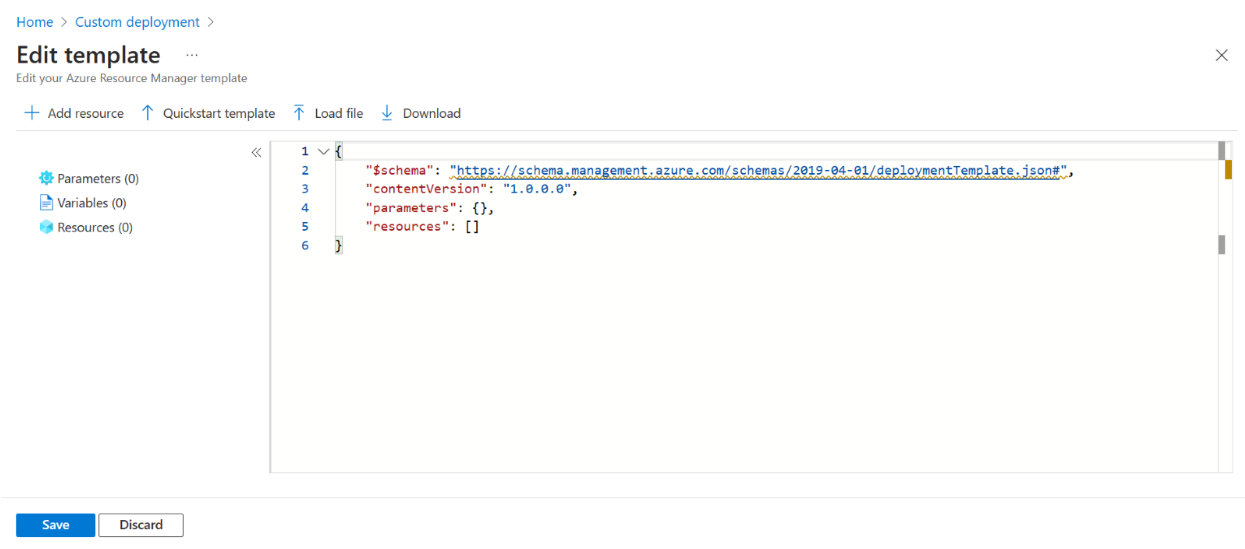 Home > Custom deployment >
Edit template ...
Edit your Azure Resource Manager template
Add resource Quickstart template Load file Download
Parameters (0)
Variables (0)
Resources (0)
1 {
2 "$schema": "https://schema.management.azure.com/schemas/2019-04-01/deploymentTemplate.json#",
3 "contentVersion": "1.0.0.0",
4 "parameters": {},
5 "resources": []
6 }
Save Discard